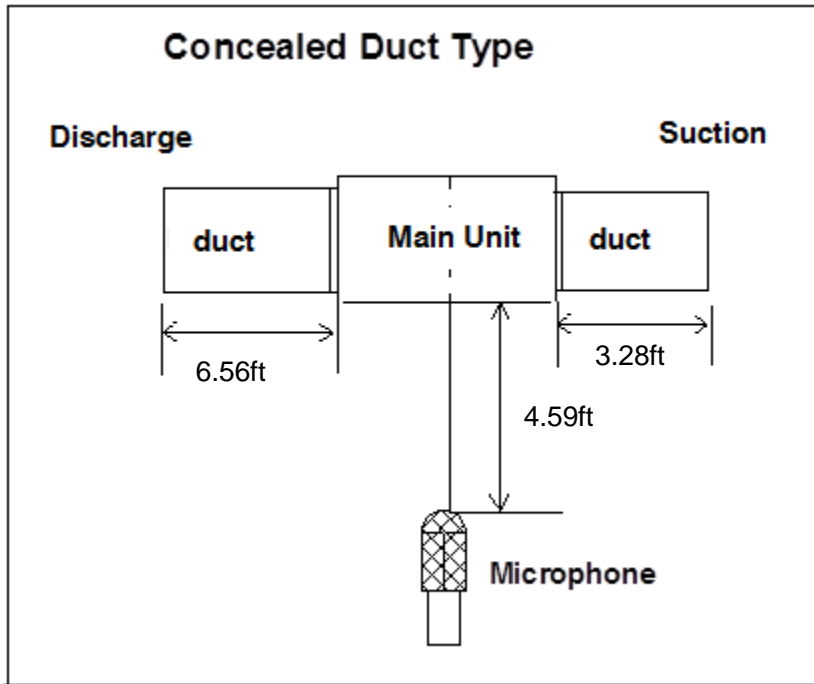 Concealed Duct Type
Discharge
Suction
duct
Main Unit
duct
6.56ft
3.28ft
4.59ft
Microphone